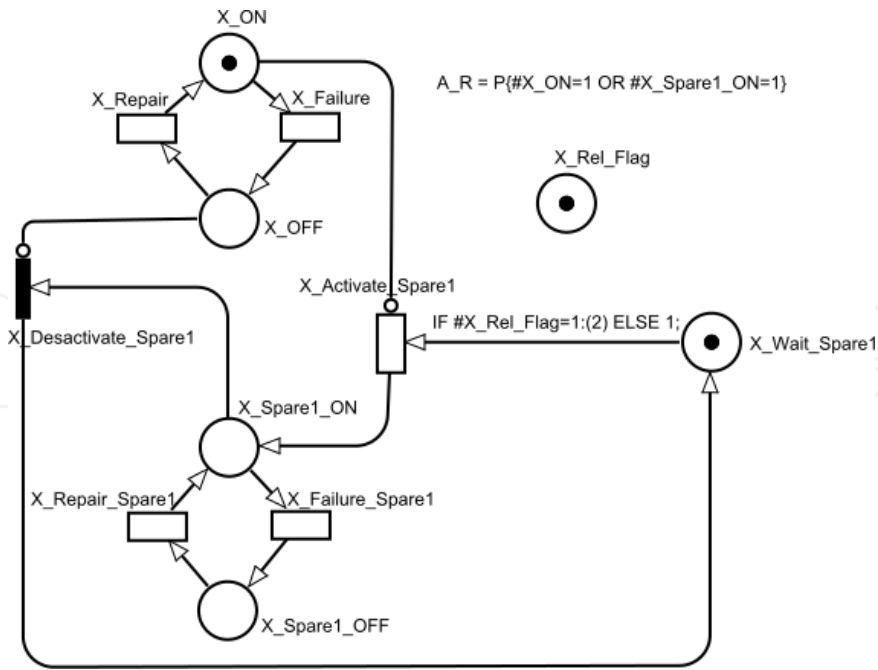 X_ON
A_R = P{#X_ON=1 OR #X_Spare1_ON=1}
X_Repair
X_Failure
X_Rel_Flag
X_OFF
X_Activate_Spare1
IF #X_Rel_Flag=1:(2) ELSE 1;
X_Desactivate_Spare1
X_Wait_Spare1
X_Spare1_ON
X_Repair_Spare1
X_Failure_Spare1
X_Spare1_OFF